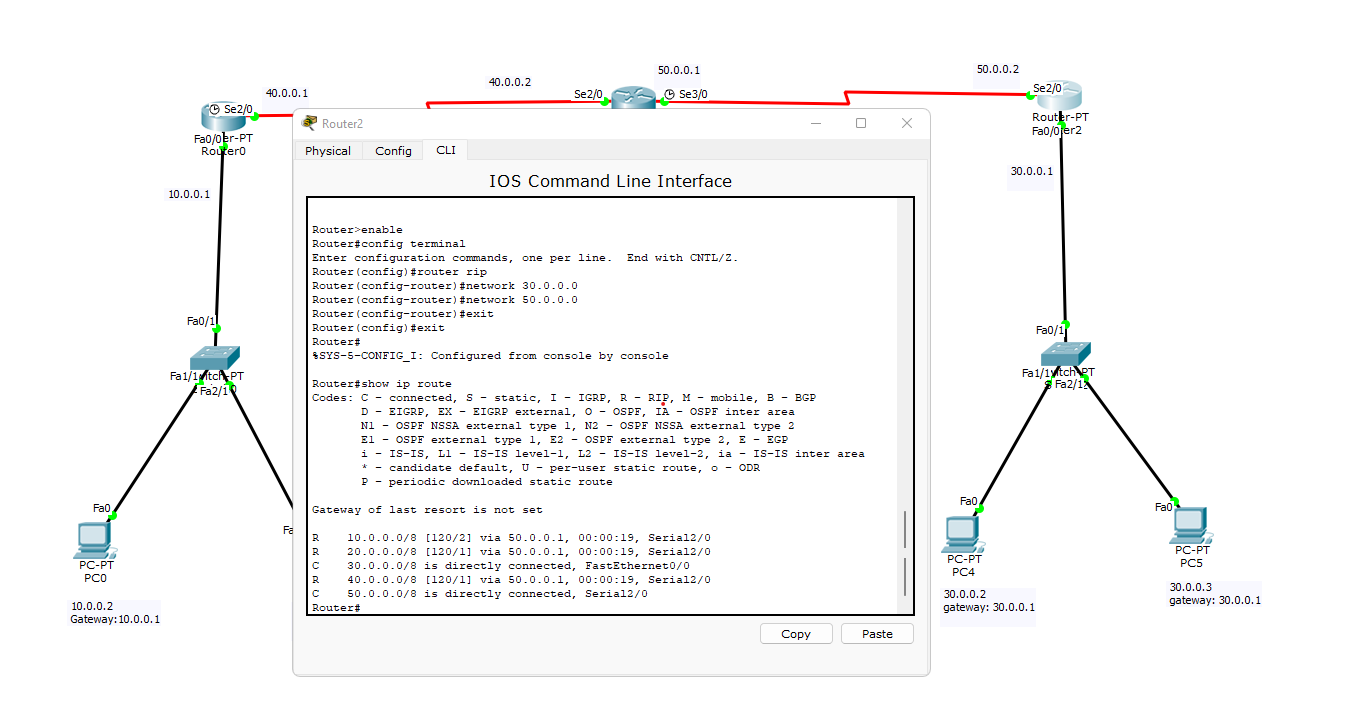 50.0.0.1
50.0.0.2
40.0.0.2
40.0.0.1
Se2/0
Se3/0
Se2/0
Se2/0
Router-PT
Fa0/0
Router0
Fa0/0
10.0.0.1
30.0.0.1
Router2
Physical
Config
CLI
IOS Command Line Interface
Router>enable
Router#config terminal
Enter configuration commands, one per line.  End with CNTL/Z.
Router(config)#router rip
Router(config-router)#network 30.0.0.0
Router(config-router)#network 50.0.0.0
Router(config-router)#exit
Router(config)#exit
Router#
%SYS-5-CONFIG_I: Configured from console by console
Router#show ip route
Codes: C - connected, S - static, I - IGRP, R - RIP, M - mobile, B - BGP
D - EIGRP, EX - EIGRP external, O - OSPF, IA - OSPF inter area
N1 - OSPF NSSA external type 1, N2 - OSPF NSSA external type 2
E1 - OSPF external type 1, E2 - OSPF external type 2, E - EGP
i - IS-IS, L1 - IS-IS level-1, L2 - IS-IS level-2, ia - IS-IS inter area
* - candidate default, U - per-user static route, o - ODR
P - periodic downloaded static route
Gateway of last resort is not set
R    10.0.0.0/8 [120/2] via 50.0.0.1, 00:00:19, Serial2/0
R    20.0.0.0/8 [120/1] via 50.0.0.1, 00:00:19, Serial2/0
C    30.0.0.0/8 is directly connected, FastEthernet0/0
R    40.0.0.0/8 [120/1] via 50.0.0.1, 00:00:19, Serial2/0
C    50.0.0.0/8 is directly connected, Serial2/0
Router#
Copy
Paste
Fa0/1
Fa1/1
Fa2/1
Fa0
PC-PT
PC0
10.0.0.2
Gateway:10.0.0.1
Fa0/1
Fa1/1
Fa2/1
Fa0
PC-PT
PC4
30.0.0.2
gateway: 30.0.0.1
Fa0
PC-PT
PC5
30.0.0.3
gateway: 30.0.0.1